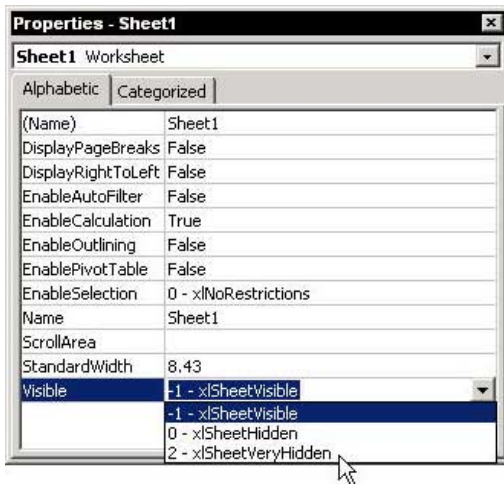 Properties - Sheet1
Sheet1 Worksheet
Alphabetic Categorized
(Name) Sheet1
DisplayPageBreaks False
DisplayRightToLeft False
EnableAutoFilter False
EnableCalculation True
EnableOutlining False
EnablePivotTable False
EnableSelection 0 - xlNoRestrictions
Name Sheet1
ScrollArea
StandardWidth 8.43
Visible -1 - xlSheetVisible
-1 - xlSheetVisible
0 - xlSheetHidden
2 - xlSheetVeryHidden